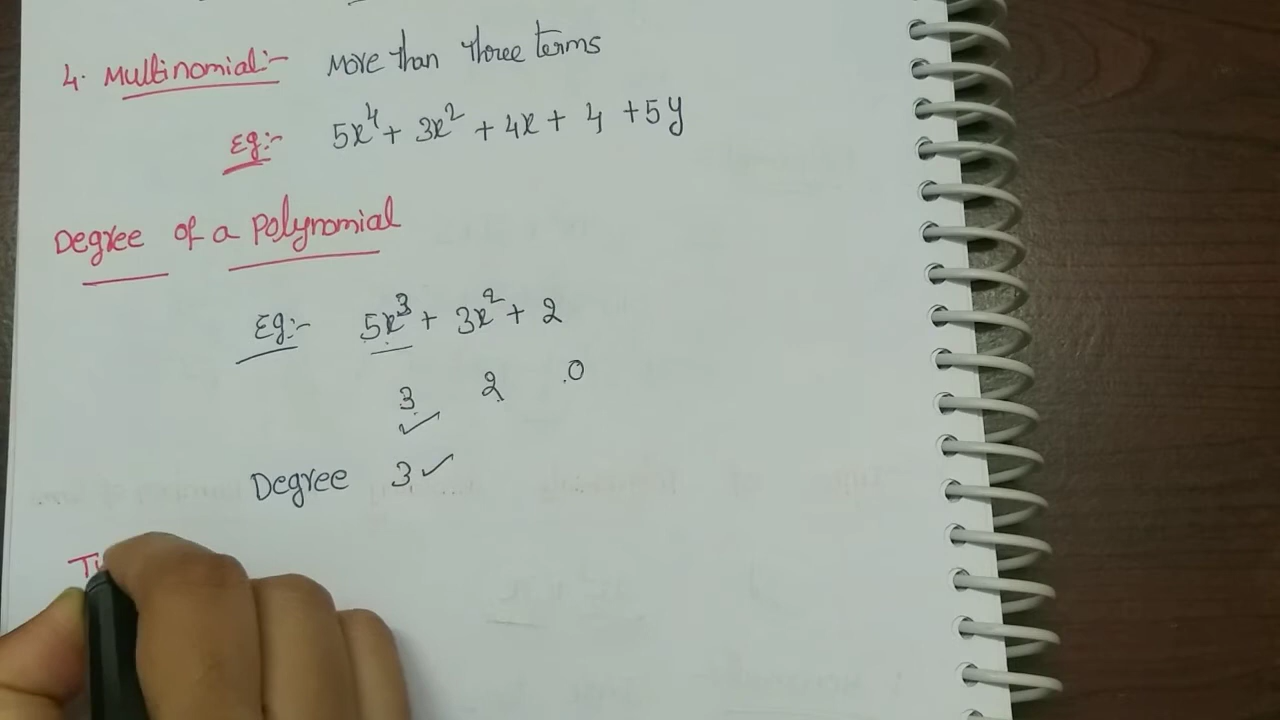 4. Multinomial:- More than three terms
Eg:- 5x⁴ + 3x² + 4x + 4 + 5y
Degree of a Polynomial
Eg:- 5x³ + 3x² + 2
3 2 0
Degree 3 ✓